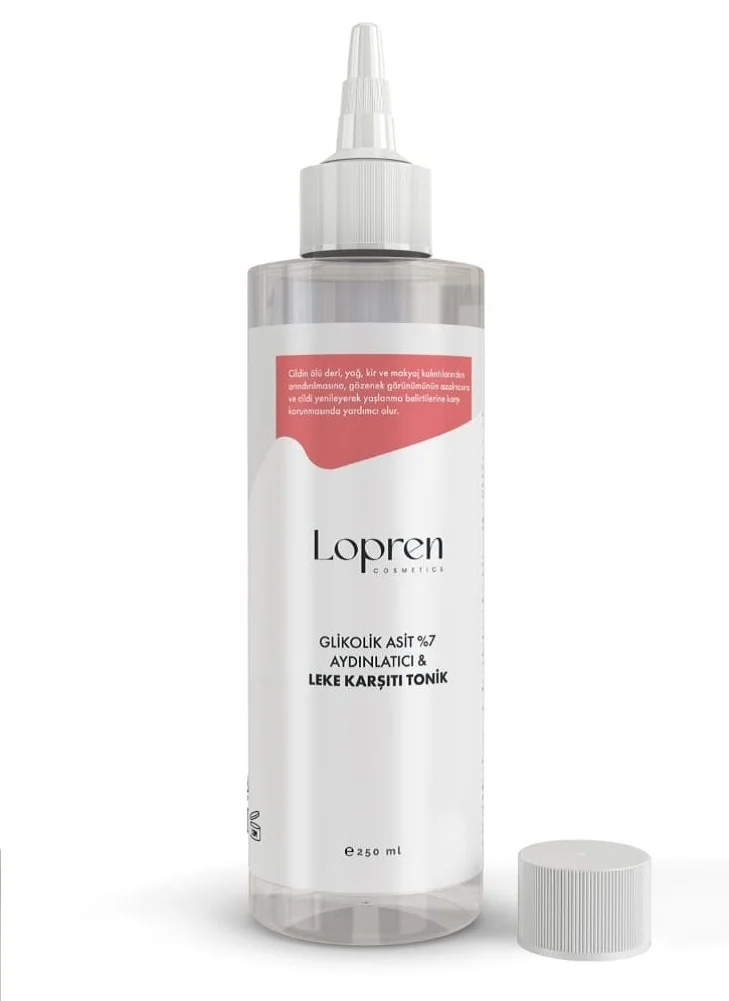 Cildin ölü deri, yağ, kir ve makyaj kalıntılarından
arındırılmasına, gözenek görünümünün azalmasına
ve cildi yenileyerek yaşlanma belirtilerine karşı
korunmasında yardımcı olur.
Lopren
COSMETICS
GLİKOLİK ASİT %7
AYDINLATICI &
LEKE KARŞITI TONİK
e250 ml